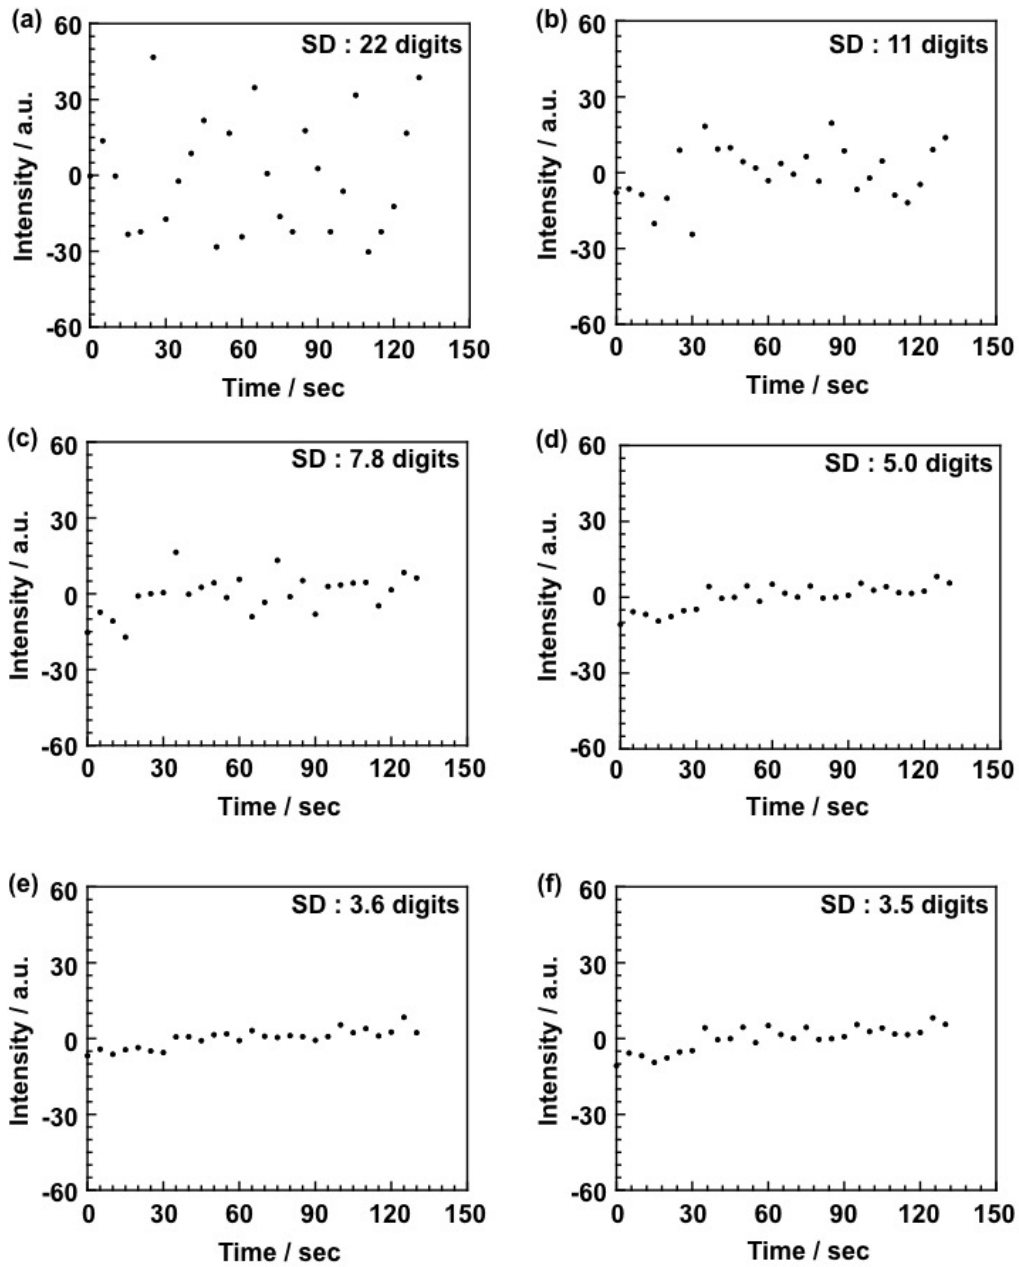 (a)
60
30
0
-30
-60
Intensity / a.u.
SD : 22 digits
0 30 60 90 120 150
Time / sec
(b)
60
30
0
-30
-60
Intensity / a.u.
SD : 11 digits
0 30 60 90 120 150
Time / sec
(c)
60
30
0
-30
-60
Intensity / a.u.
SD : 7.8 digits
0 30 60 90 120 150
Time / sec
(d)
60
30
0
-30
-60
Intensity / a.u.
SD : 5.0 digits
0 30 60 90 120 150
Time / sec
(e)
60
30
0
-30
-60
Intensity / a.u.
SD : 3.6 digits
0 30 60 90 120 150
Time / sec
(f)
60
30
0
-30
-60
Intensity / a.u.
SD : 3.5 digits
0 30 60 90 120 150
Time / sec